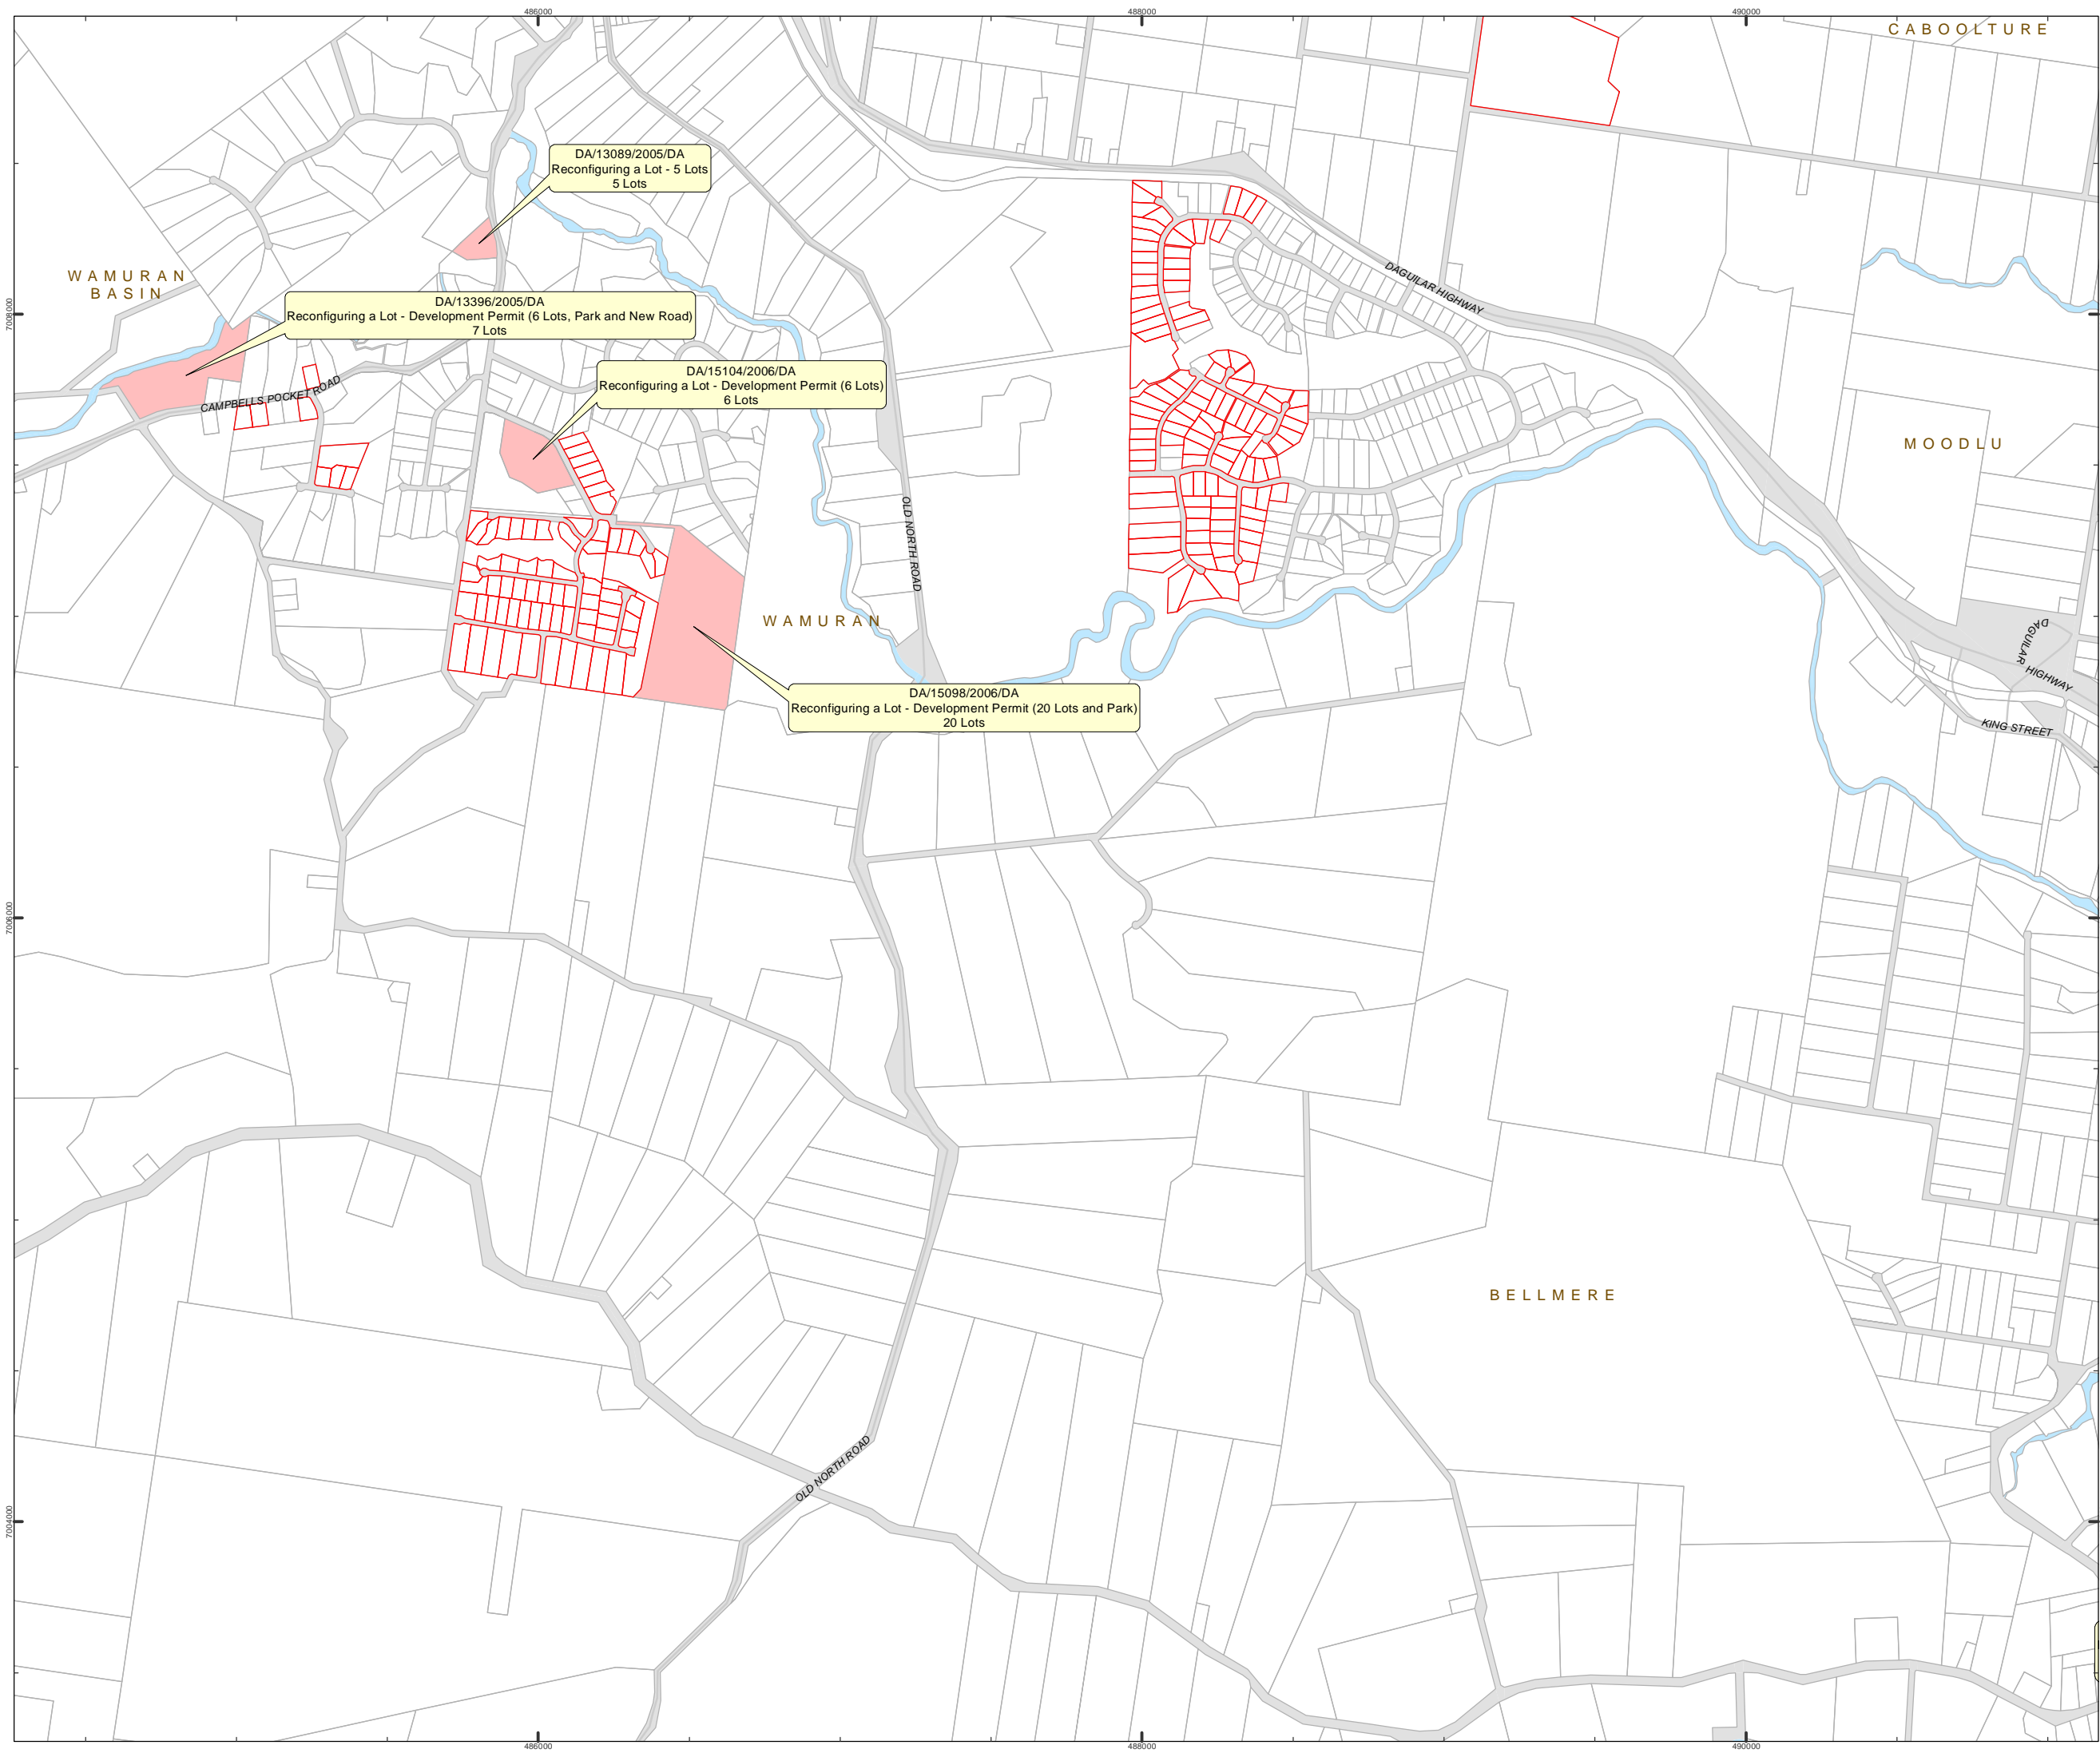 486000
488000
490000
CABOOLTURE
DA/13089/2005/DA
Reconfiguring a Lot - 5 Lots
5 Lots
WAMURAN
BASIN
DAGUILAR HIGHWAY
7008000
DA/13396/2005/DA
Reconfiguring a Lot - Development Permit (6 Lots, Park and New Road)
7 Lots
DA/15104/2006/DA
Reconfiguring a Lot - Development Permit (6 Lots)
6 Lots
CAMPBELLS POCKET ROAD
MOODLU
OLD NORTH ROAD
WAMURAN
DAGUILAR
HIGHWAY
DA/15098/2006/DA
Reconfiguring a Lot - Development Permit (20 Lots and Park)
20 Lots
KING STREET
7006000
BELLMERE
OLD NORTH ROAD
7004000
486000
488000
490000